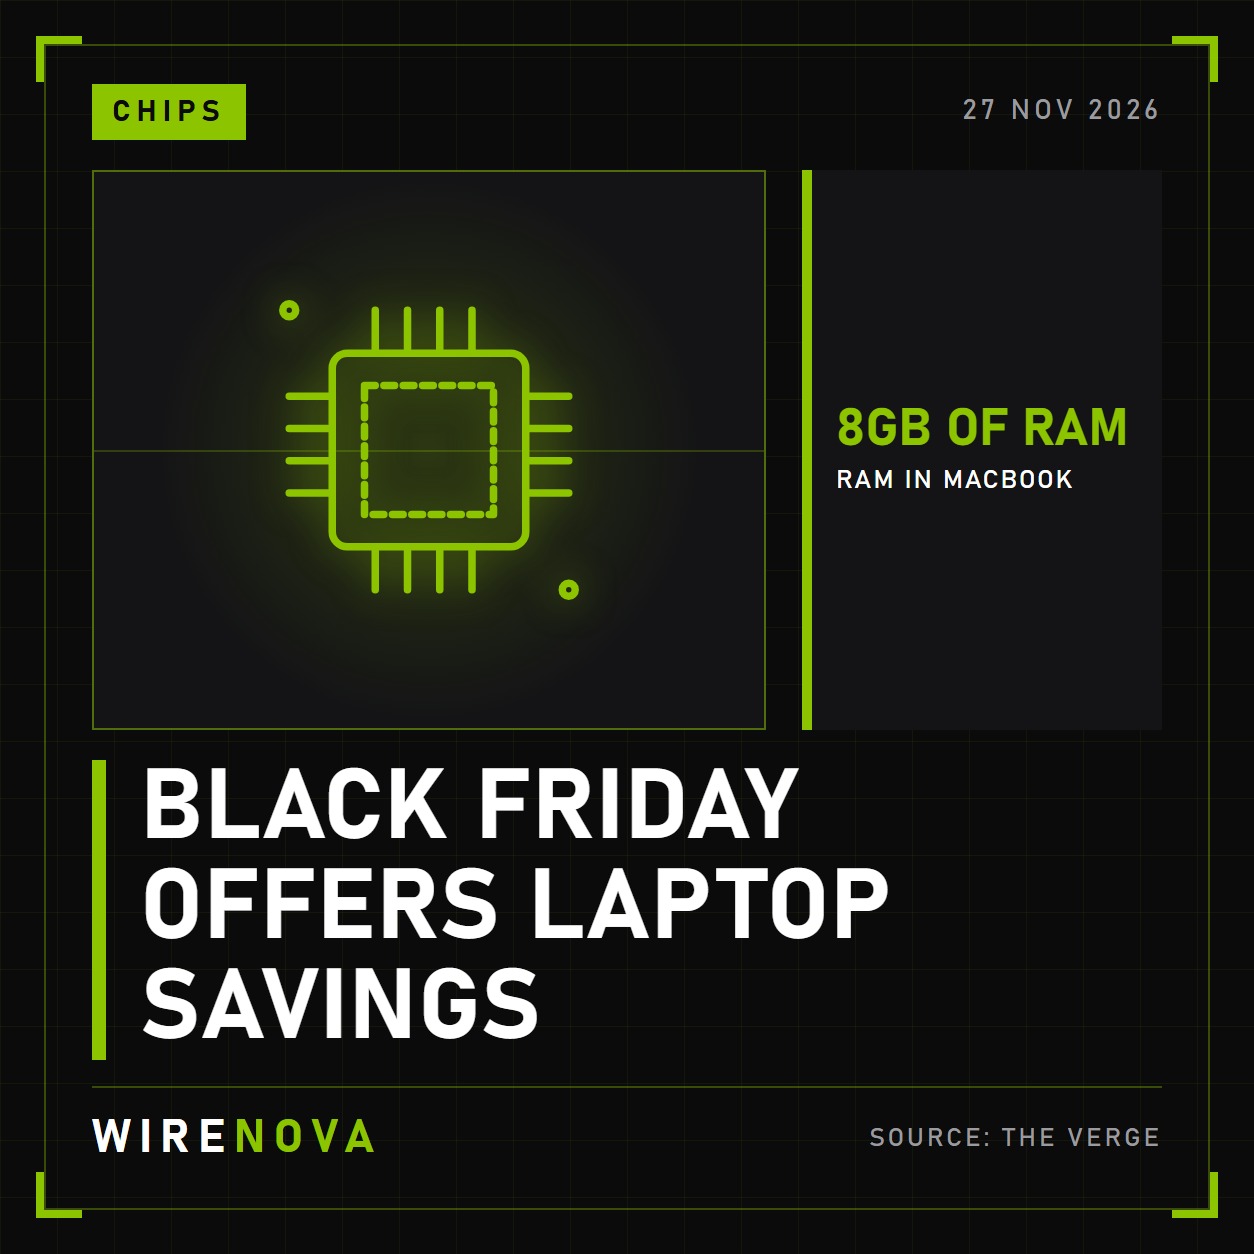 CHIPS
27 NOV 2026
8GB OF RAM
RAM IN MACBOOK
BLACK FRIDAY
OFFERS LAPTOP
SAVINGS
WIRENOVA
SOURCE: THE VERGE